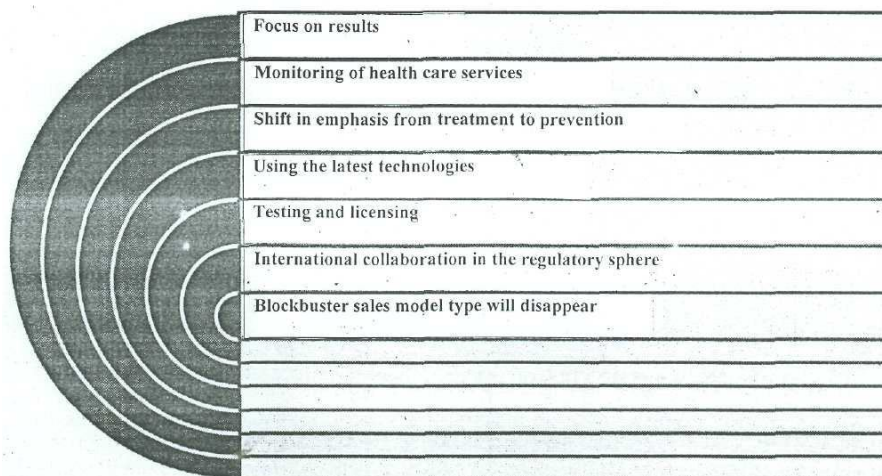 Focus on results
Monitoring of health care services
Shift in emphasis from treatment to prevention
Using the latest technologies
Testing and licensing
International collaboration in the regulatory sphere
Blockbuster sales model type will disappear